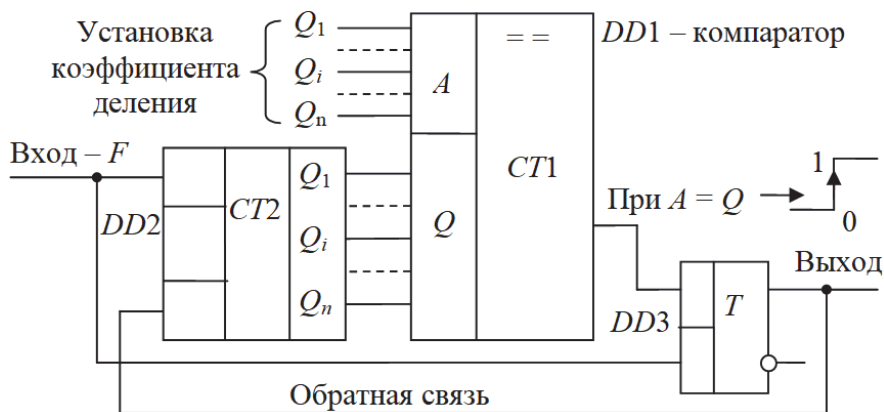 Установка
коэффициента
деления
Q1
Qi
Qn
A
Q
= =
CT1
DD1 – компаратор
Вход – F
DD2
CT2
Q1
Qi
Qn
При A = Q
1
0
Выход
DD3
T
Обратная связь